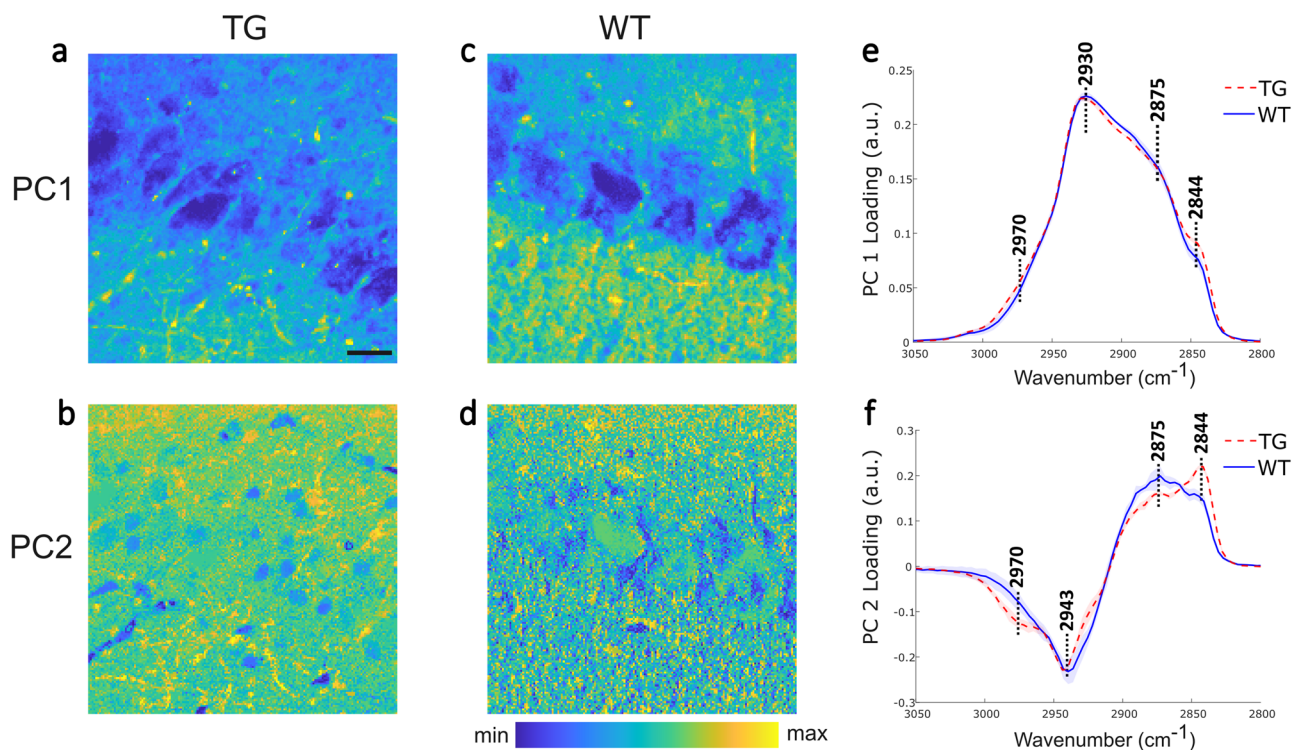 TG
WT
a
c
e
PC1
0.25
0.2
0.15
0.1
0.05
0
PC 1 Loading (a.u.)
2930
2875
2844
2970
TG
WT
3050
3000
2950
2900
2850
2800
Wavenumber (cm-1)
b
d
f
PC2
0.3
0.2
0.1
0
-0.1
-0.2
-0.3
PC 2 Loading (a.u.)
2875
2844
2970
2943
TG
WT
3050
3000
2950
2900
2850
2800
Wavenumber (cm-1)
min
max